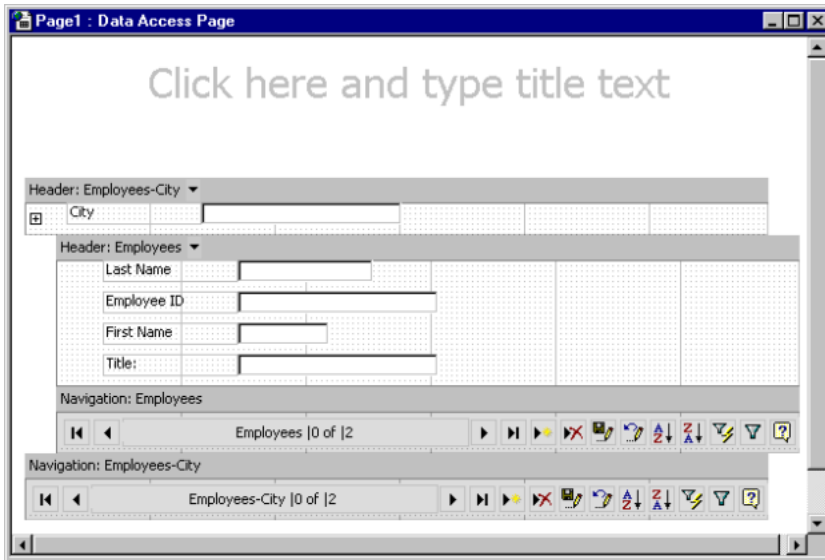 Page1 : Data Access Page
Click here and type title text
Header: Employees-City
City
Header: Employees
Last Name
Employee ID
First Name
Title:
Navigation: Employees
Employees |0 of |2
Navigation: Employees-City
Employees-City |0 of |2